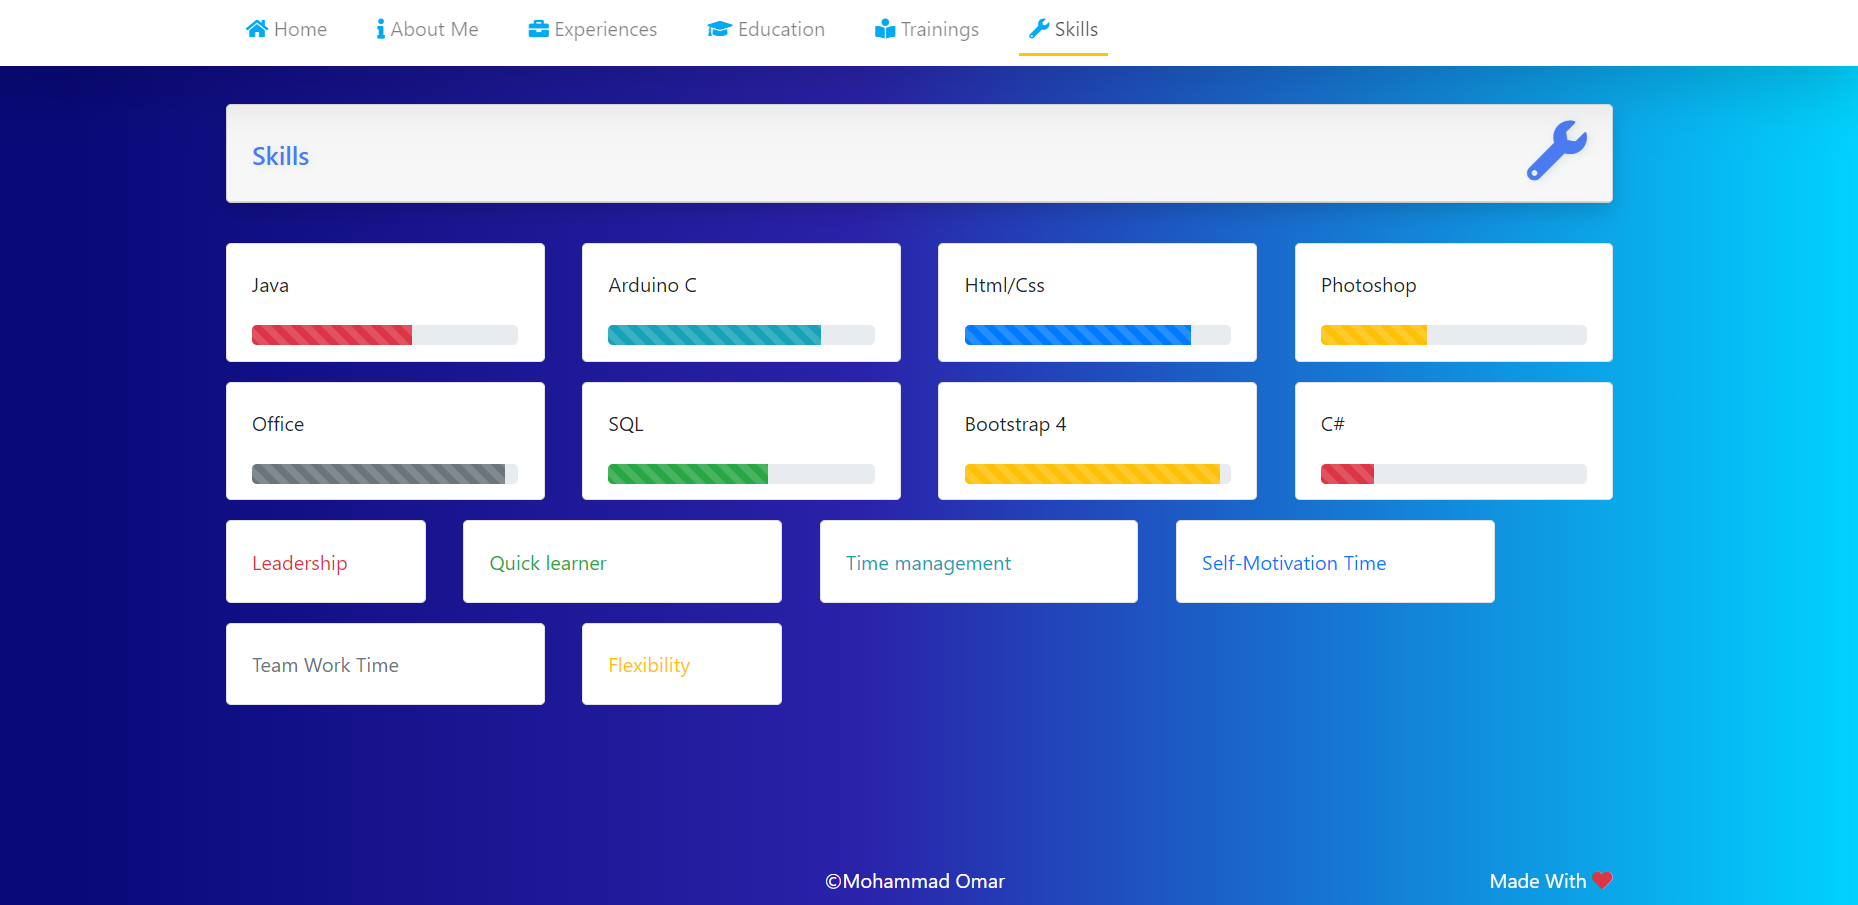 Home About Me Experiences Education Trainings Skills
Skills
Java Arduino C Html/Css Photoshop
Office SQL Bootstrap 4 C#
Leadership Quick learner Time management Self-Motivation Time
Team Work Time Flexibility
©Mohammad Omar Made With